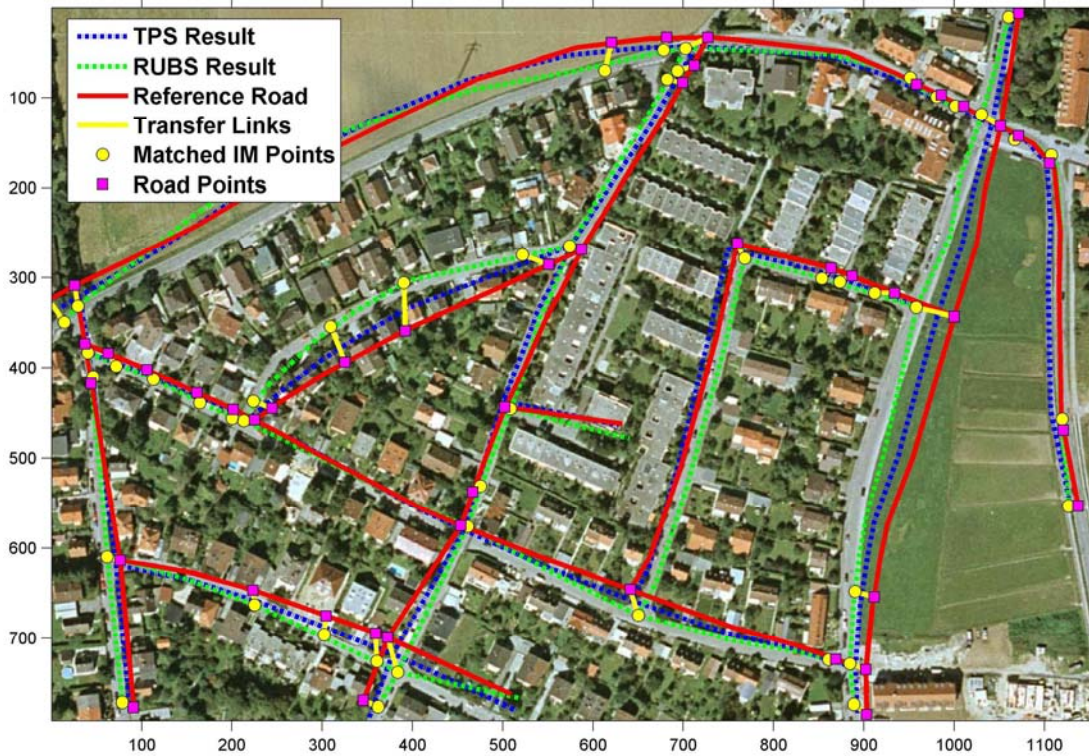 TPS Result
RUBS Result
Reference Road
Transfer Links
Matched IM Points
Road Points
100
200
300
400
500
600
700
100 200 300 400 500 600 700 800 900 1000 1100